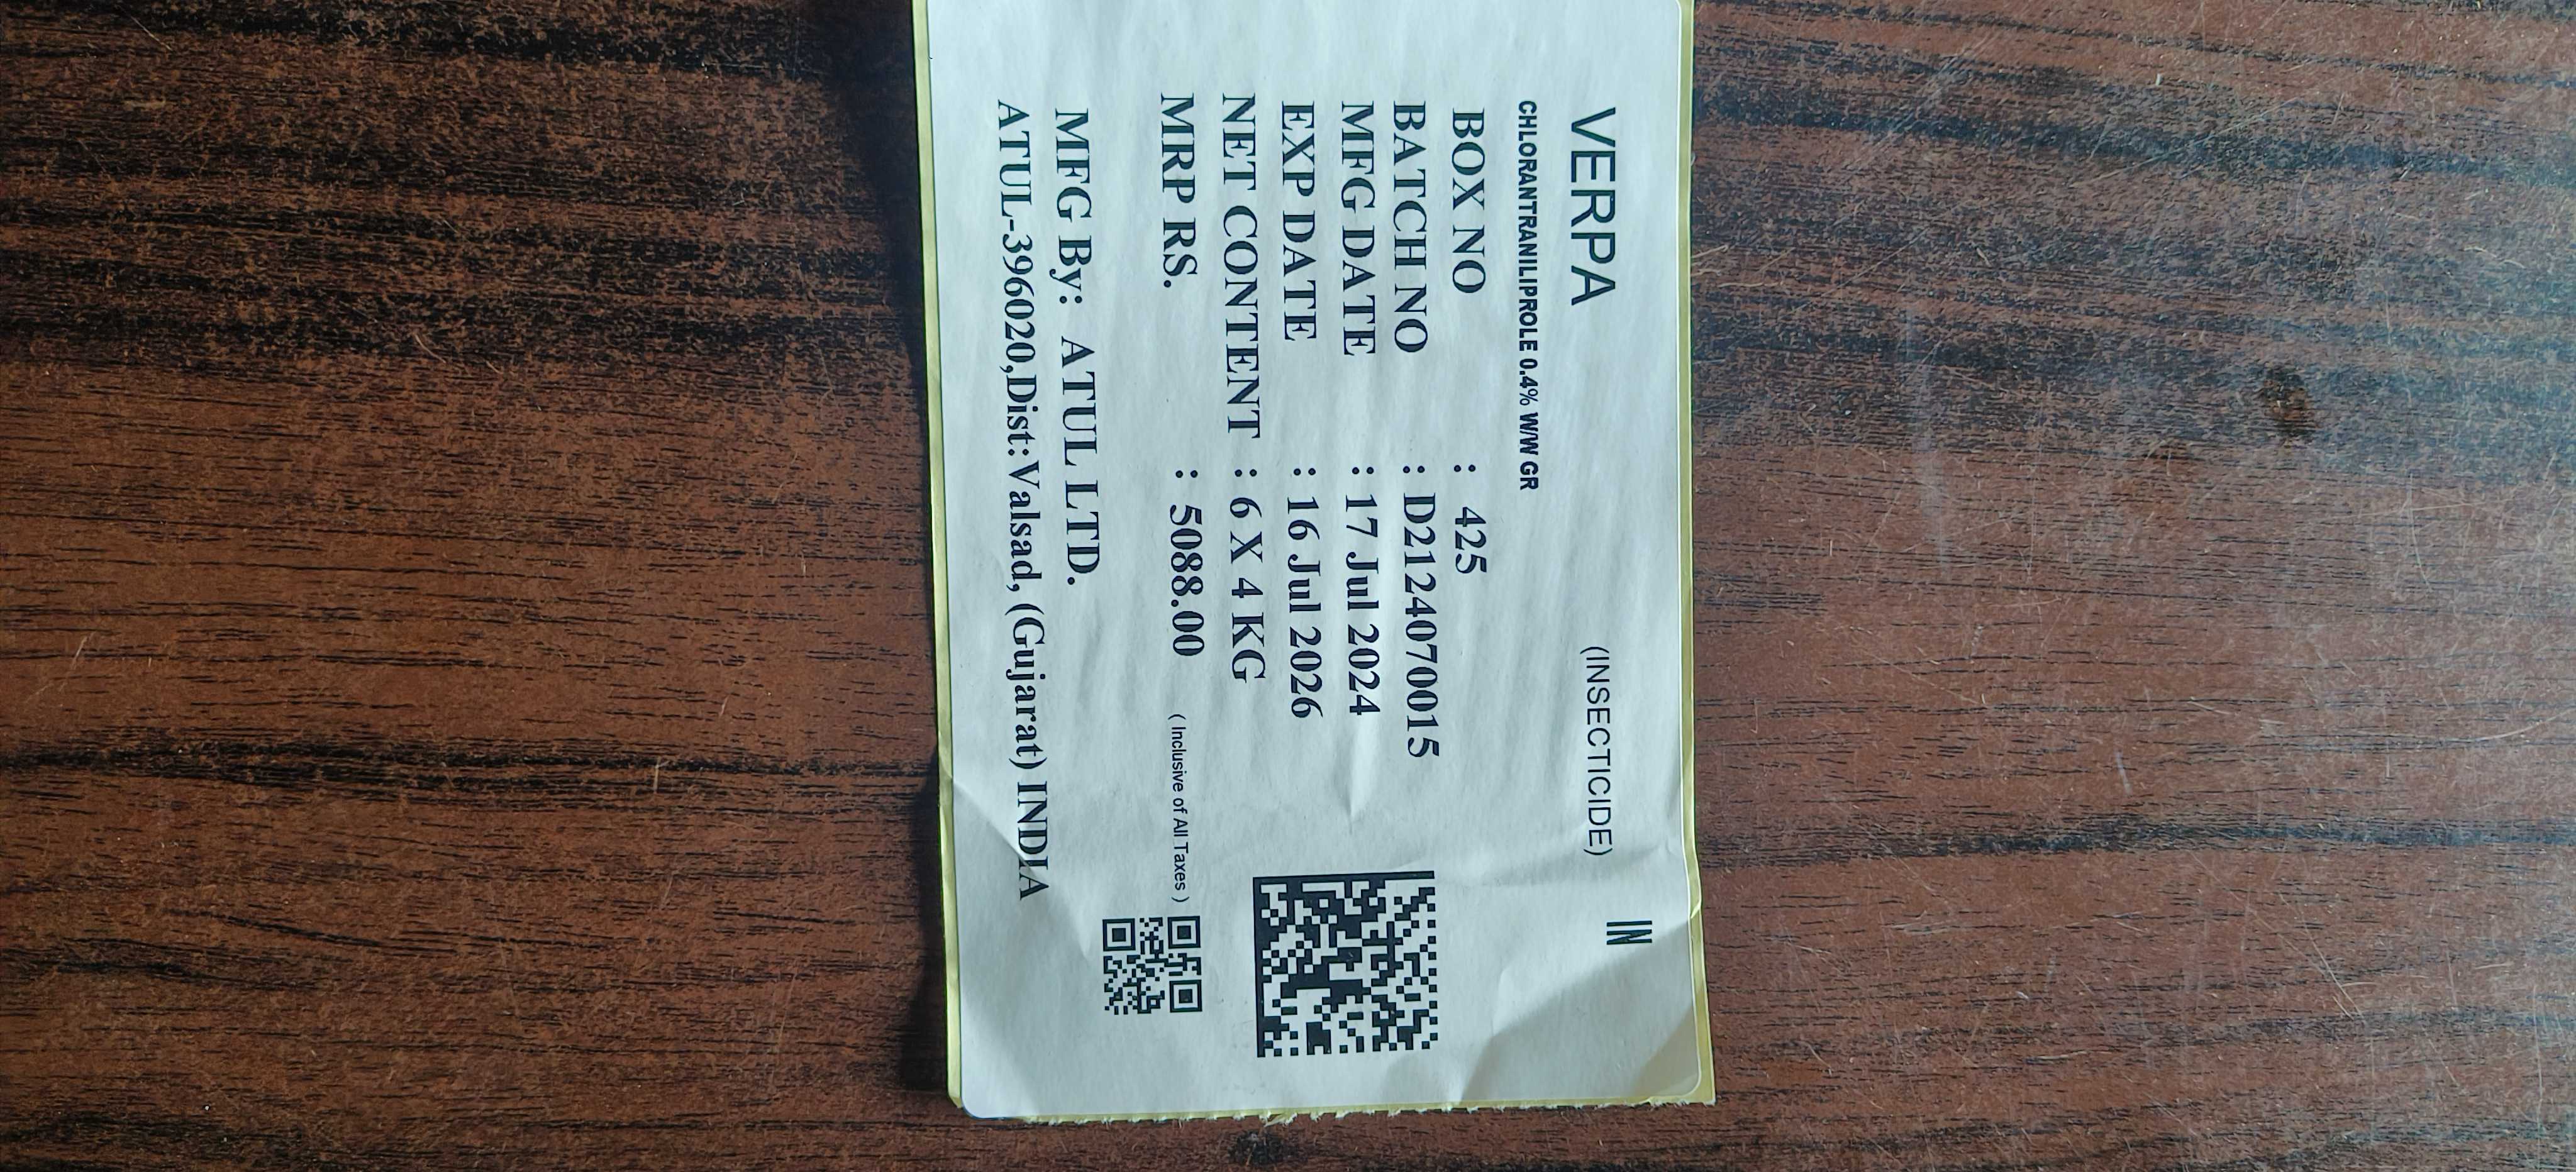 IN
VERPA (INSECTICIDE)
CHLORANTRANILIPROLE 0.4% W/W GR
BOX NO : 425
BATCH NO : D2124070015
MFG DATE : 17 Jul 2024
EXP DATE : 16 Jul 2026
NET CONTENT : 6 X 4 KG
MRP RS. : 5088.00 ( Inclusive of All Taxes )
MFG By: ATUL LTD.
ATUL-396020,Dist:Valsad, (Gujarat) INDIA